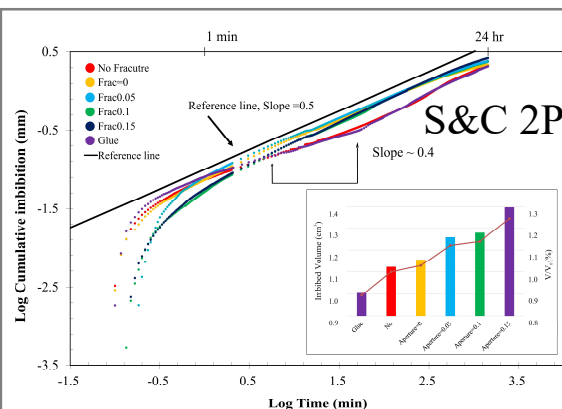 1 min
24 hr
0.5
-0.5
-1.5
-2.5
-3.5
-1.5
-0.5
0.5
1.5
2.5
3.5
Log Cumulative imbibition (mm)
Log Time (min)
No Fracutre
Frac=0
Frac0.05
Frac0.1
Frac0.15
Glue
Reference line
Reference line, Slope =0.5
S&C 2P
Slope ~ 0.4
Imbibed Volume (cm³)
1.4
1.3
1.2
1.1
1.0
0.9
1.3
1.2
1.1
1.0
0.9
0.8
Glue
No
Aperture=0
Aperture=0.05
Aperture=0.1
Aperture=0.15